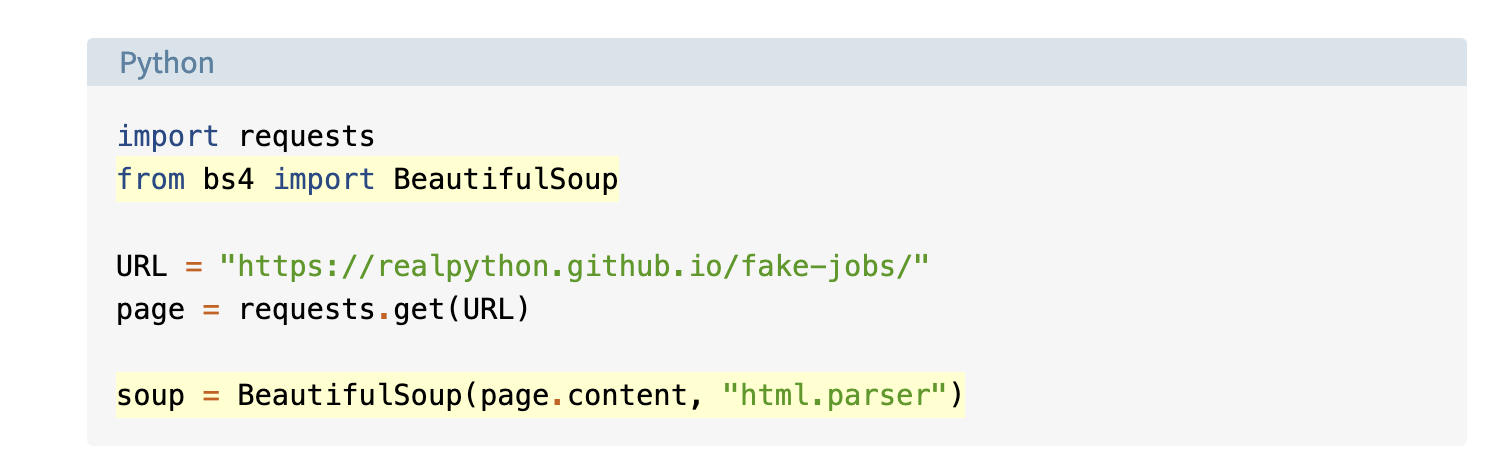 Python
import requests
from bs4 import BeautifulSoup
URL = "https://realpython.github.io/fake-jobs/"
page = requests.get(URL)
soup = BeautifulSoup(page.content, "html.parser")